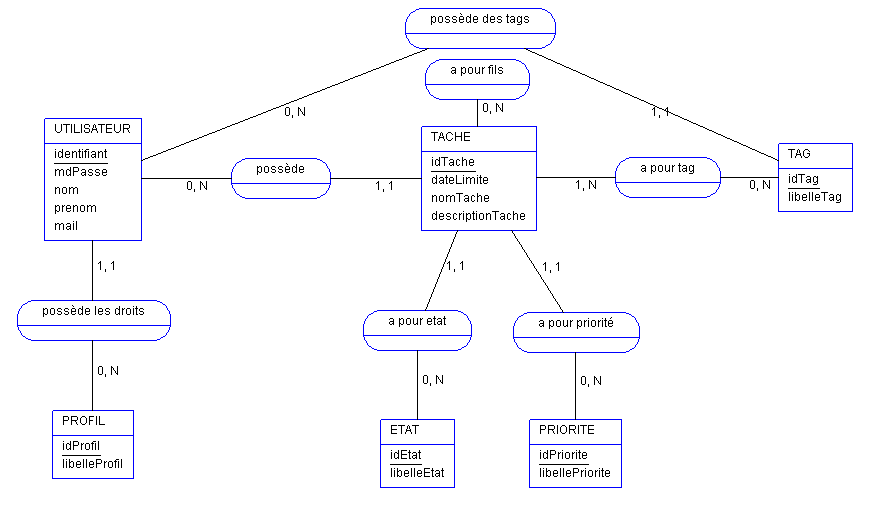 possède des tags
a pour fils
0, N
0, N
1, 1
UTILISATEUR
identifiant
mdPasse
nom
prenom
mail
possède
0, N
1, 1
TACHE
idTache
dateLimite
nomTache
descriptionTache
a pour tag
1, N
0, N
TAG
idTag
libelleTag
1, 1
1, 1
1, 1
possède les droits
a pour etat
a pour priorité
0, N
0, N
0, N
PROFIL
idProfil
libelleProfil
ETAT
idEtat
libelleEtat
PRIORITE
idPriorite
libellePriorite